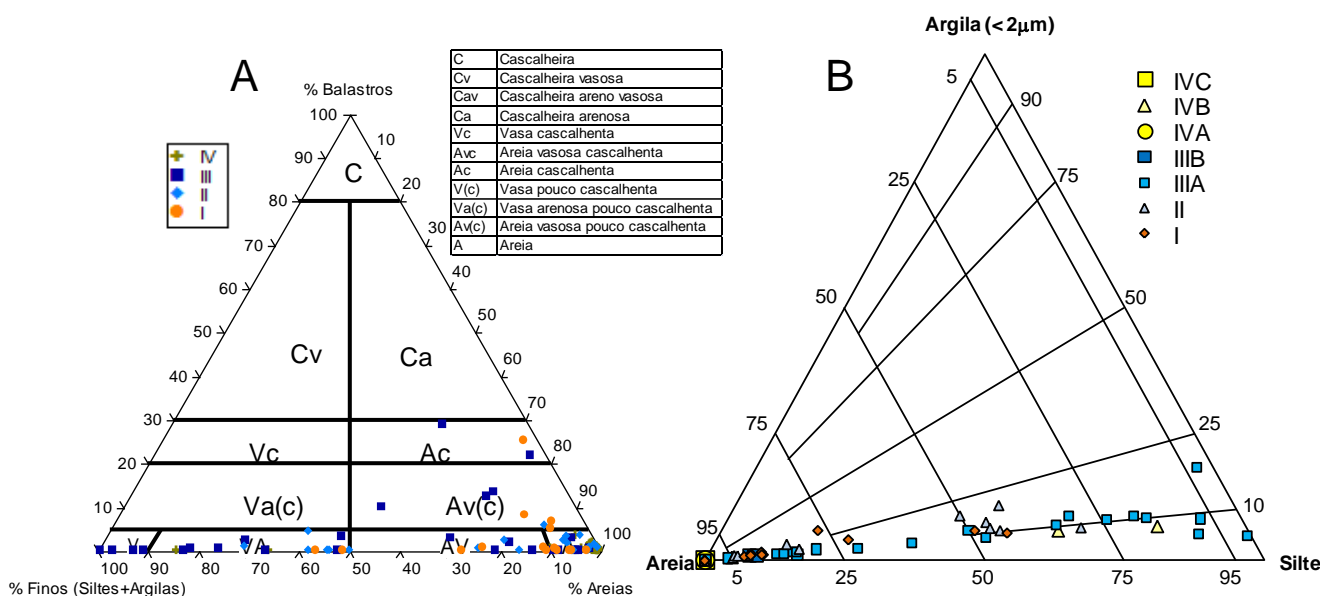 A
% Balastros
100
90
80
70
60
50
40
30
20
10
10
20
30
40
50
60
70
80
90
100
C
Cv
Ca
Vc
Ac
Va(c)
Av(c)
V
VA
AV
100
90
80
70
60
50
40
30
20
10
% Finos (Siltes+Argilas)
% Areias
IV
III
II
I
C Cascalheira
Cv Cascalheira vasosa
Cav Cascalheira areno vasosa
Ca Cascalheira arenosa
Vc Vasa cascalhenta
Avc Areia vasosa cascalhenta
Ac Areia cascalhenta
V(c) Vasa pouco cascalhenta
Va(c) Vasa arenosa pouco cascalhenta
Av(c) Areia vasosa pouco cascalhenta
A Areia
B
Argila (<2µm)
5
25
50
75
95
90
75
50
25
10
Areia
Siltes
5
25
50
75
95
IVC
IVB
IVA
IIIB
IIIA
II
I